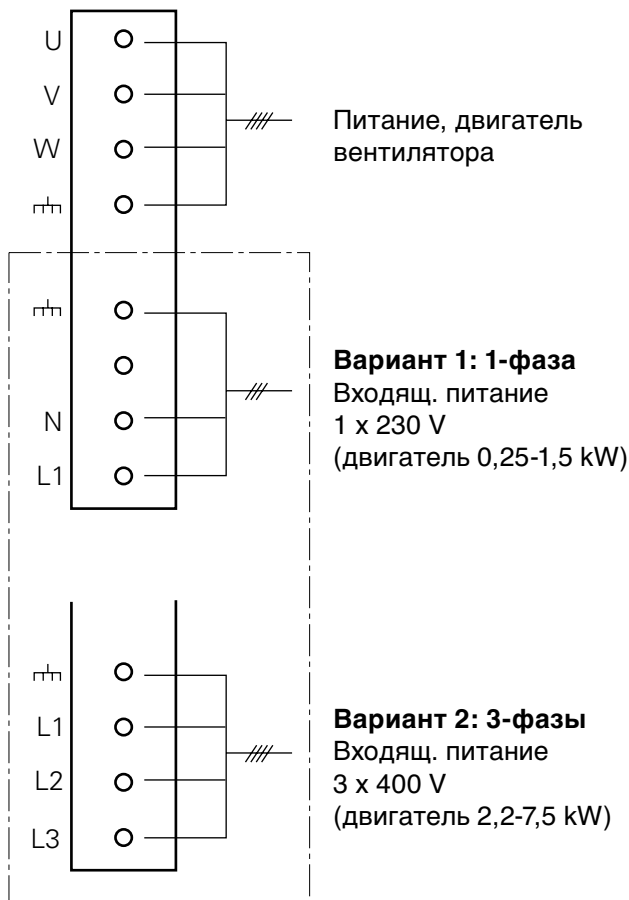 U
V
W
Питание, двигатель
вентилятора
N
L1
Вариант 1: 1-фаза
Входящ. питание
1 x 230 V
(двигатель 0,25-1,5 kW)
L1
L2
L3
Вариант 2: 3-фазы
Входящ. питание
3 x 400 V
(двигатель 2,2-7,5 kW)